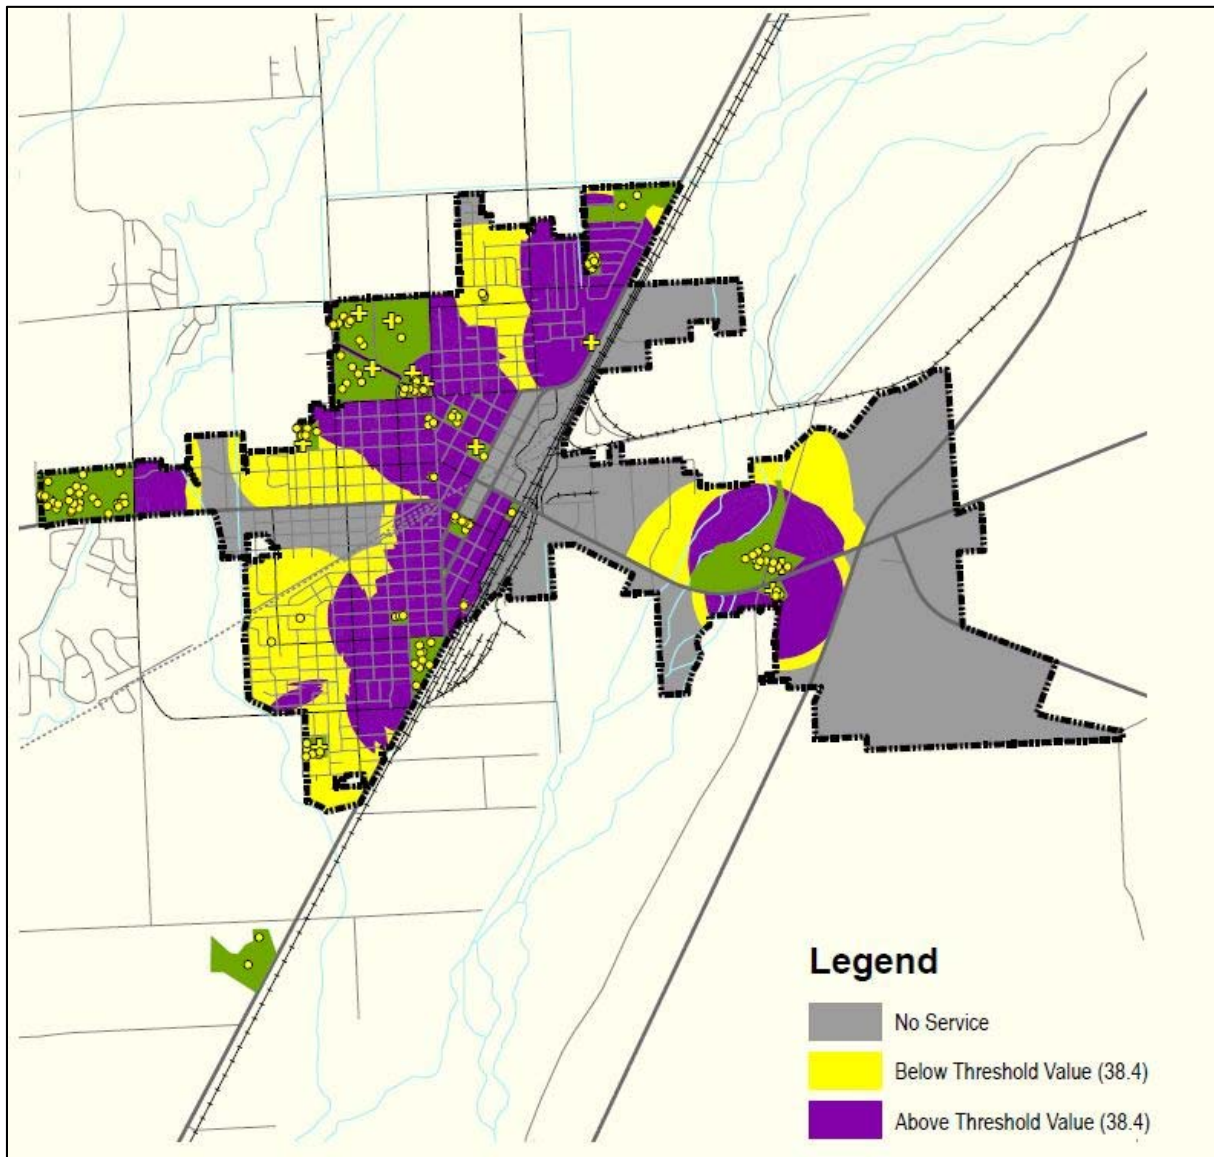 Legend
No Service
Below Threshold Value (38.4)
Above Threshold Value (38.4)